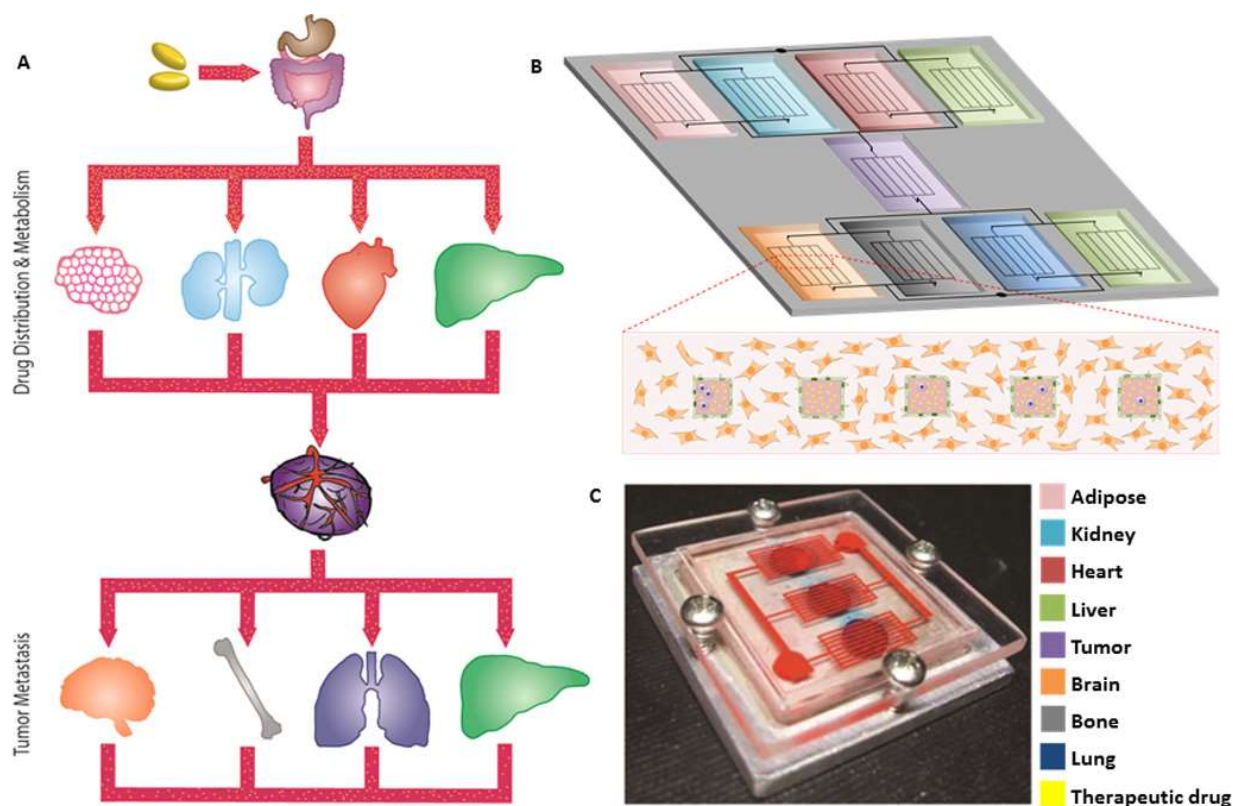 A
Drug Distribution & Metabolism
Tumor Metastasis
B
C
Adipose
Kidney
Heart
Liver
Tumor
Brain
Bone
Lung
Therapeutic drug